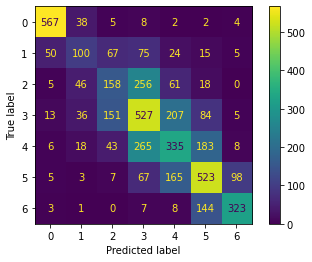 0 567 38 5 8 2 2 4
1 50 100 67 75 24 15 5
2 5 46 158 256 61 18 0
3 13 36 151 527 207 84 5
4 6 18 43 265 335 183 8
5 5 3 7 67 165 523 98
6 3 1 0 7 8 144 323
0 1 2 3 4 5 6
True label
Predicted label
500
400
300
200
100
0